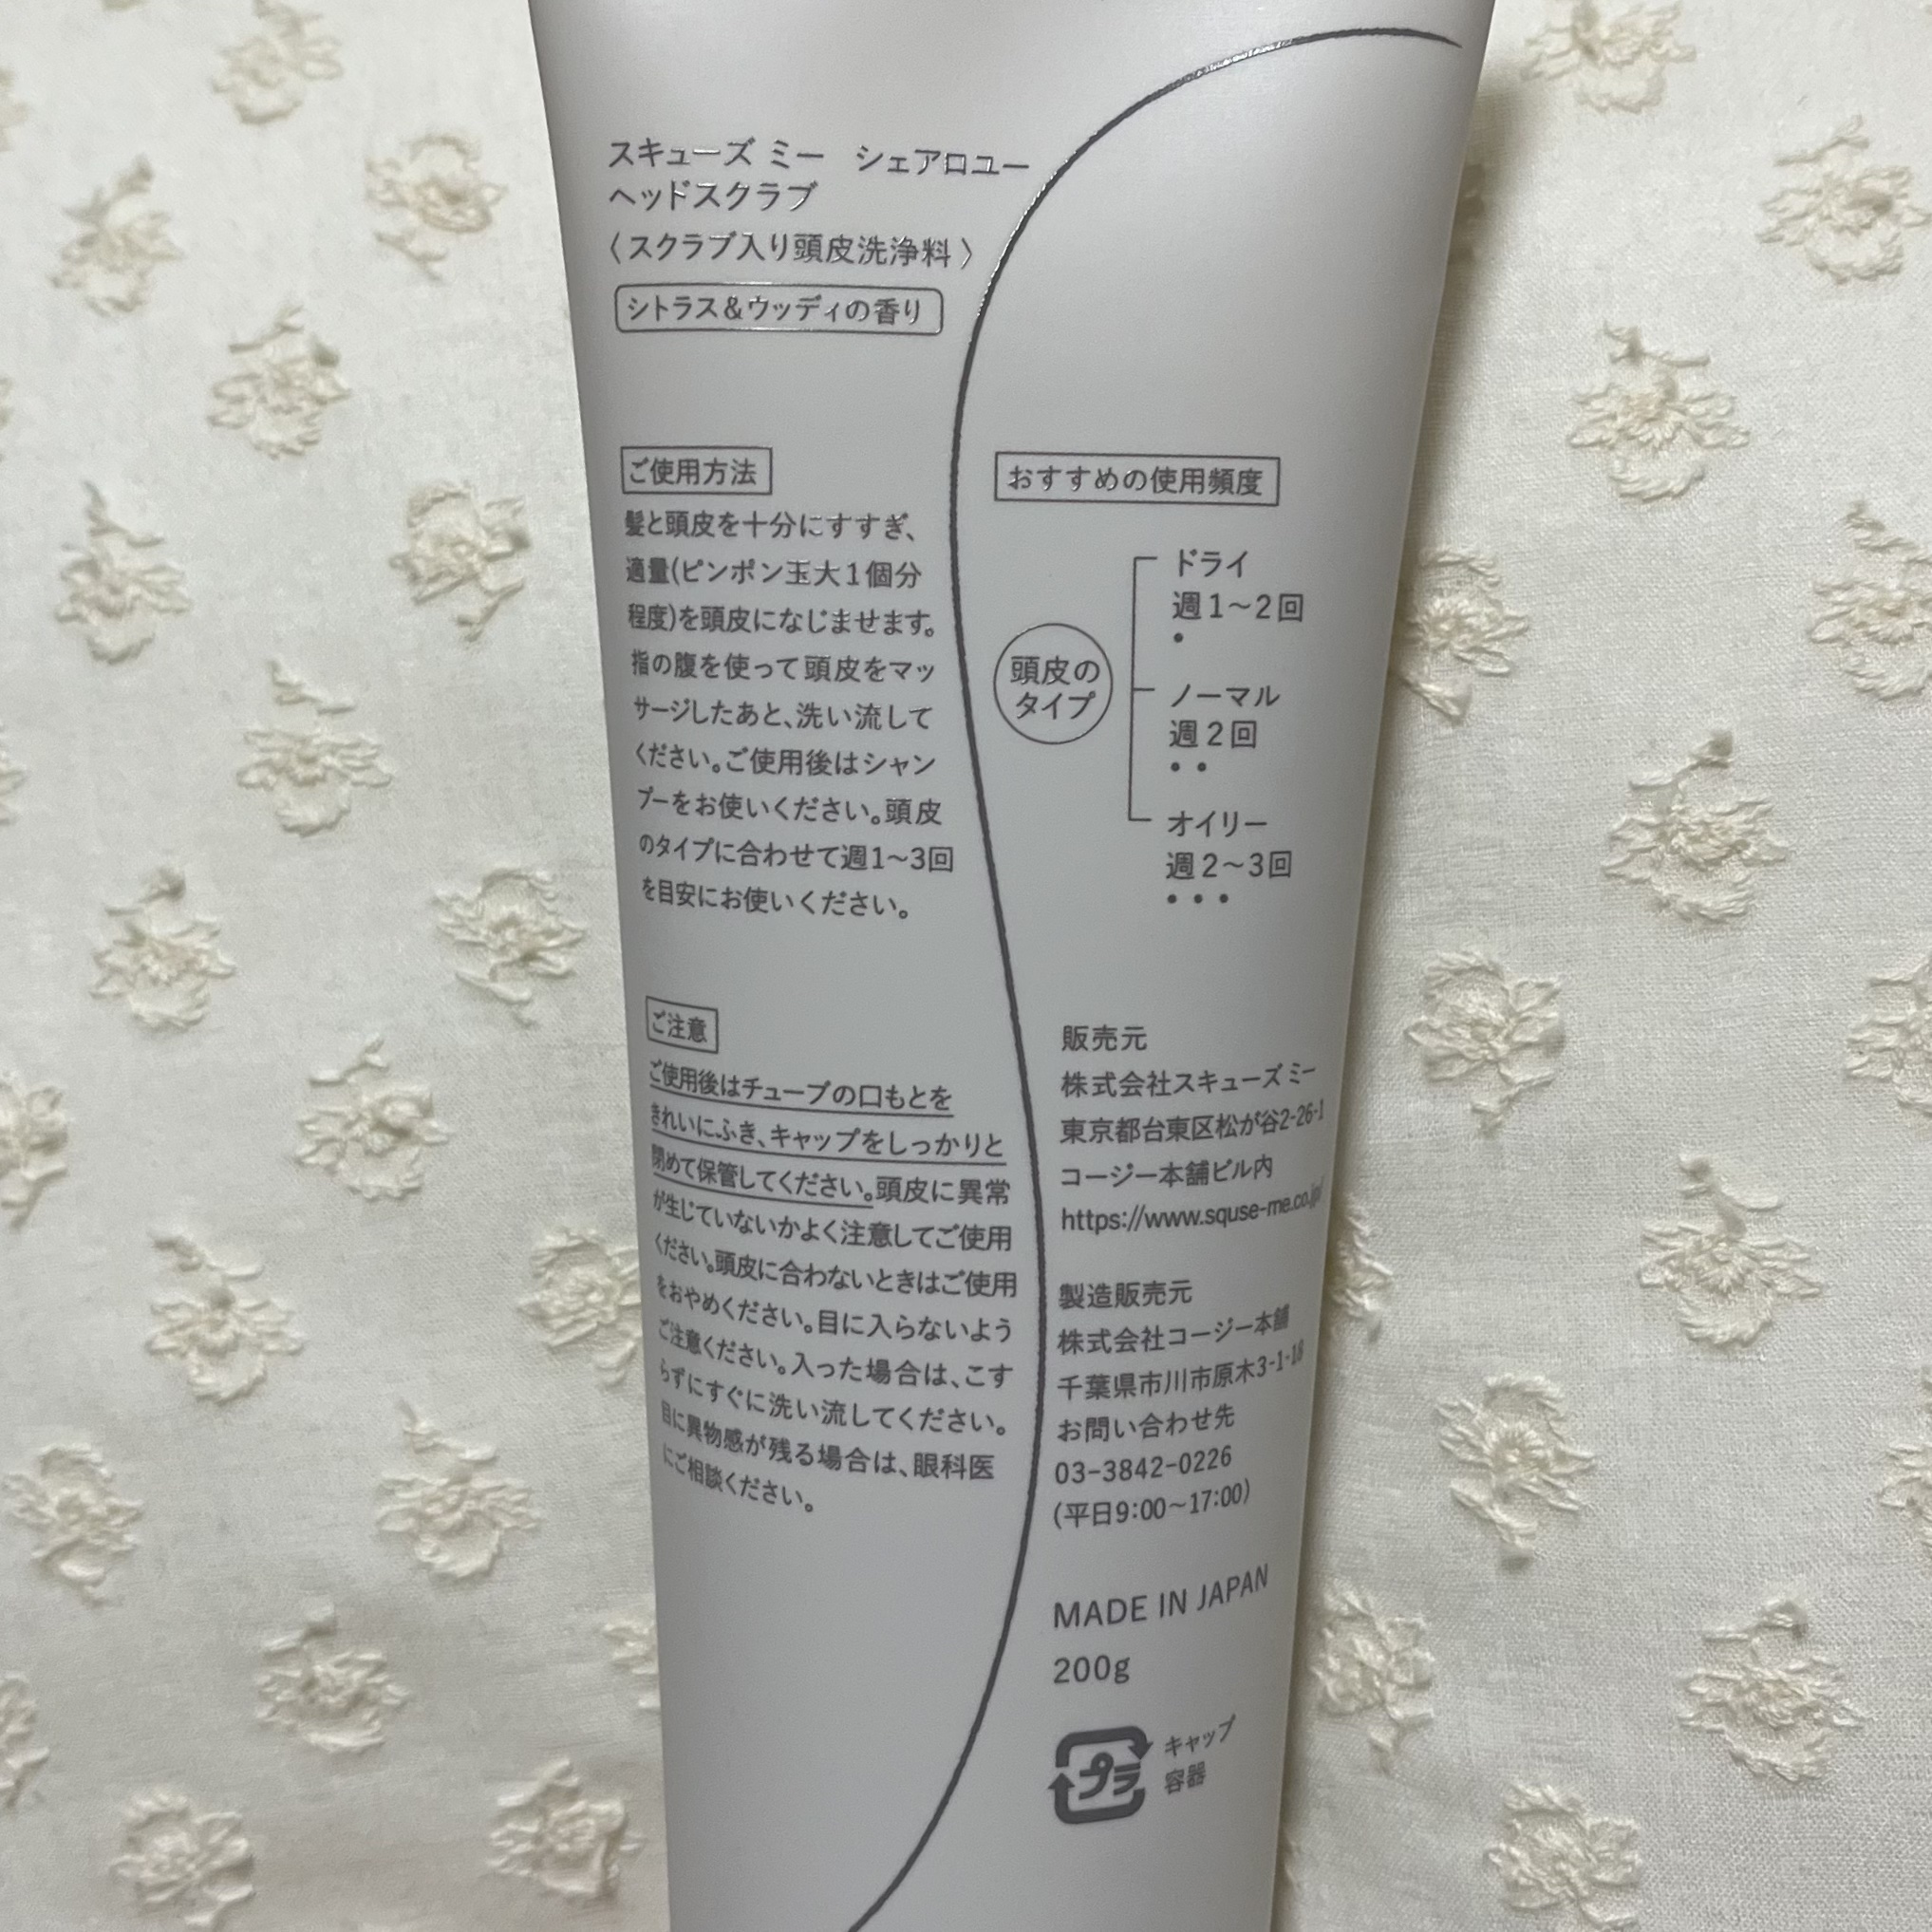 スキューズ ミー　シェアロユー
ヘッドスクラブ
〈スクラブ入り頭皮洗浄料〉
シトラス&ウッディの香り
ご使用方法
髪と頭皮を十分にすすぎ、
適量(ピンポン玉大1個分
程度)を頭皮になじませます。
指の腹を使って頭皮をマッ
サージしたあと、洗い流して
ください。ご使用後はシャン
プーをお使いください。頭皮
のタイプに合わせて週1～3回
を目安にお使いください。
おすすめの使用頻度
頭皮の
タイプ
ドライ
週1～2回
•
ノーマル
週2回
• •
オイリー
週2～3回
• • •
ご注意
ご使用後はチューブの口もとを
きれいにふき、キャップをしっかりと
閉めて保管してください。頭皮に異常
が生じていないかよく注意してご使用
ください。頭皮に合わないときはご使用
をおやめください。目に入らないよう
ご注意ください。入った場合は、こす
らずにすぐに洗い流してください。
目に異物感が残る場合は、眼科医
にご相談ください。
販売元
株式会社スキューズ ミー
東京都台東区松が谷2-26-1
コージー本舗ビル内
https://www.squse-me.co.jp/
製造販売元
株式会社コージー本舗
千葉県市川市原木3-1-18
お問い合わせ先
03-3842-0226
(平日9:00～17:00)
MADE IN JAPAN
200g
プラ
キャップ
容器